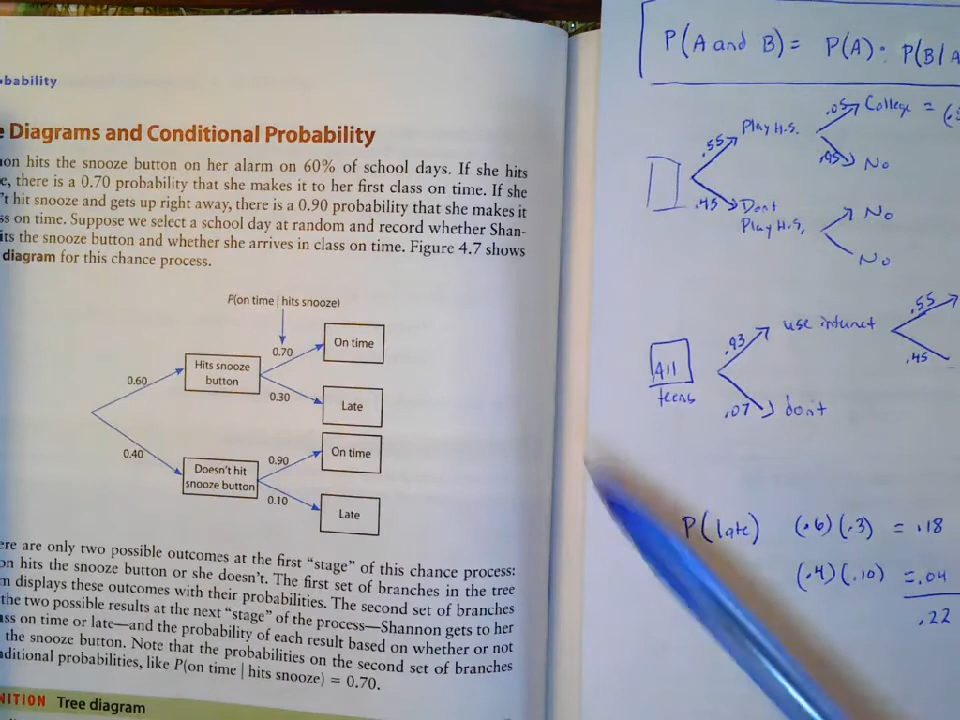 bability
e Diagrams and Conditional Probability
on hits the snooze button on her alarm on 60% of school days. If she hits
e, there is a 0.70 probability that she makes it to her first class on time. If she
't hit snooze and gets up right away, there is a 0.90 probability that she makes it
ss on time. Suppose we select a school day at random and record whether Shan-
its the snooze button and whether she arrives in class on time. Figure 4.7 shows
diagram for this chance process.
P(on time | hits snooze)
0.70
On time
Hits snooze
button
0.60
0.30
Late
0.40
0.90
On time
Doesn't hit
snooze button
0.10
Late
ere are only two possible outcomes at the first "stage" of this chance process:
on hits the snooze button or she doesn't. The first set of branches in the tree
m displays these outcomes with their probabilities. The second set of branches
the two possible results at the next "stage" of the process—Shannon gets to her
ss on time or late—and the probability of each result based on whether or not
the snooze button. Note that the probabilities on the second set of branches
ditional probabilities, like P(on time | hits snooze) = 0.70.
NITION Tree diagram
P(A and B) = P(A) · P(B|A
.55 Play H.S. .05 College = (.5
.95 No
.45 Dont
Play H.S.
No
No
All
teens
.93 use internet .55
.45
.07 don't
P(late) (.6)(.3) = .18
(.4)(.10) = .04
.22